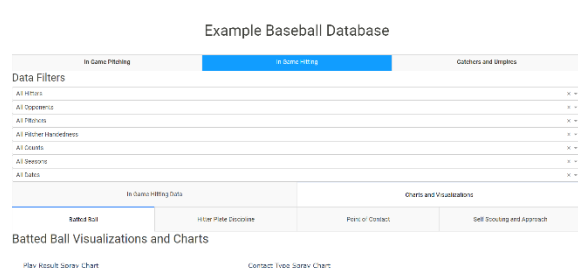 Example Baseball Database
In Game Pitching In Game Hitting Catchers and Umpires
Data Filters
All Hitters
All Opponents
All Pitchers
All Pitcher Handedness
All Counts
All Seasons
All Dates
In Game Hitting Data Charts and Visualizations
Batted Ball Hitter Plate Discipline Point of Contact Self Scouting and Approach
Batted Ball Visualizations and Charts
Play Result Spray Chart Contact Type Spray Chart